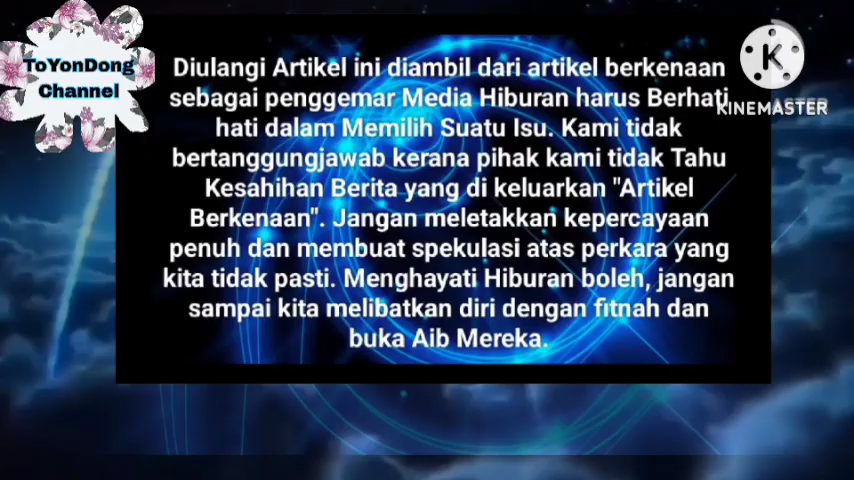 ToYonDong
Channel
Diulangi Artikel ini diambil dari artikel berkenaan
sebagai penggemar Media Hiburan harus Berhati
hati dalam Memilih Suatu Isu. Kami tidak
bertanggungjawab kerana pihak kami tidak Tahu
Kesahihan Berita yang di keluarkan "Artikel
Berkenaan". Jangan meletakkan kepercayaan
penuh dan membuat spekulasi atas perkara yang
kita tidak pasti. Menghayati Hiburan boleh, jangan
sampai kita melibatkan diri dengan fitnah dan
buka Aib Mereka.
K
KINEMASTER